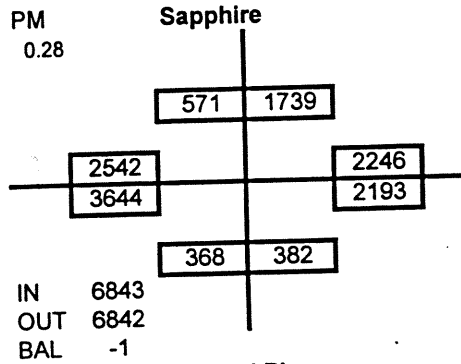 PM Sapphire
0.28
571 1739
2542 2246
3644 2193
368 382
IN 6843
OUT 6842
BAL -1